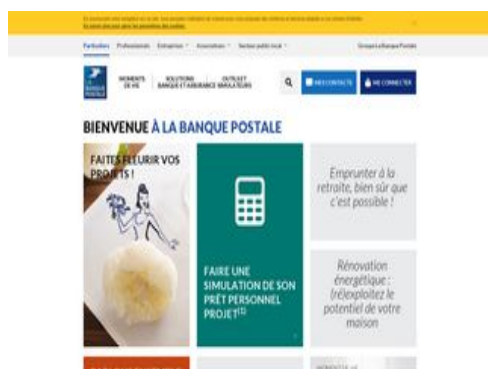 Particuliers Professionnels Entreprises Associations Secteur public local Groupe La Banque Postale
LA
BANQUE
POSTALE
MOMENTS
DE VIE
SOLUTIONS
BANQUE ET ASSURANCE
OUTILS ET
SIMULATEURS
MES CONTACTS
ME CONNECTER
BIENVENUE À LA BANQUE POSTALE
FAITES FLEURIR VOS
PROJETS !
FAIRE UNE
SIMULATION DE SON
PRÊT PERSONNEL
PROJET(1)
Emprunter à la
retraite, bien sûr que
c'est possible !
Rénovation
énergétique :
(ré)exploitez le
potentiel de votre
maison